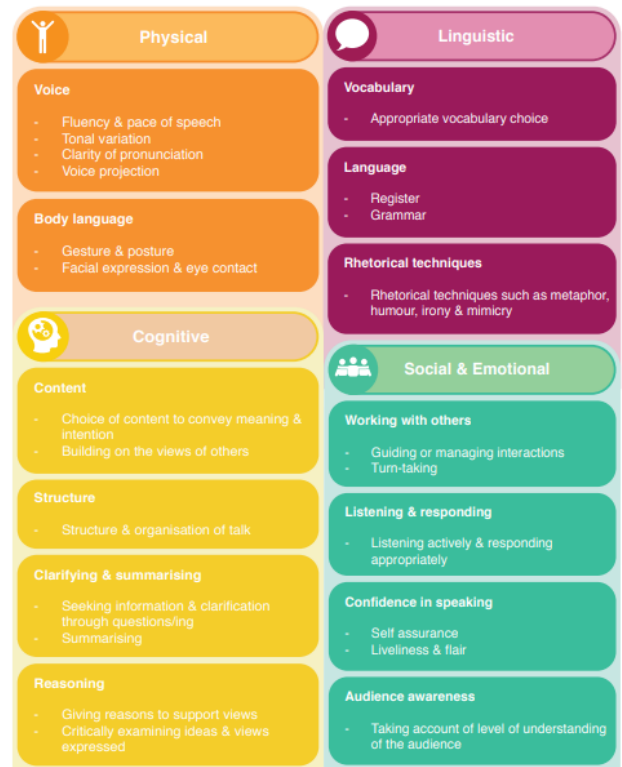 Physical
Voice
- Fluency & pace of speech
- Tonal variation
- Clarity of pronunciation
- Voice projection
Body language
- Gesture & posture
- Facial expression & eye contact
Cognitive
Content
- Choice of content to convey meaning &
intention
- Building on the views of others
Structure
- Structure & organisation of talk
Clarifying & summarising
- Seeking information & clarification
through questions/ing
- Summarising
Reasoning
- Giving reasons to support views
- Critically examining ideas & views
expressed
Linguistic
Vocabulary
- Appropriate vocabulary choice
Language
- Register
- Grammar
Rhetorical techniques
- Rhetorical techniques such as metaphor,
humour, irony & mimicry
Social & Emotional
Working with others
- Guiding or managing interactions
- Turn-taking
Listening & responding
- Listening actively & responding
appropriately
Confidence in speaking
- Self assurance
- Liveliness & flair
Audience awareness
- Taking account of level of understanding
of the audience